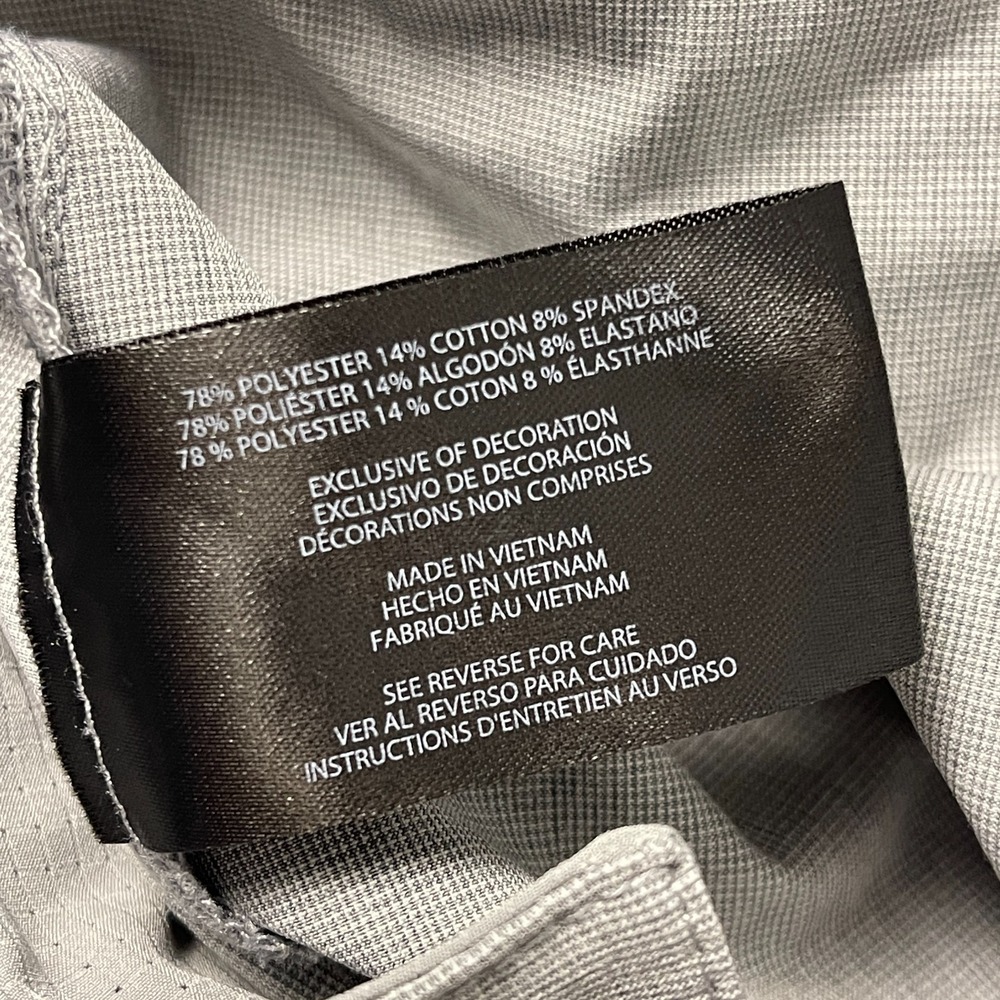 78% POLYESTER 14% COTTON 8% SPANDEX
78% POLIÉSTER 14% ALGODÓN 8% ELASTANO
78 % POLYESTER 14 % COTON 8 % ÉLASTHANNE
EXCLUSIVE OF DECORATION
EXCLUSIVO DE DECORACIÓN
DÉCORATIONS NON COMPRISES
MADE IN VIETNAM
HECHO EN VIETNAM
FABRIQUÉ AU VIETNAM
SEE REVERSE FOR CARE
VER AL REVERSO PARA CUIDADO
INSTRUCTIONS D'ENTRETIEN AU VERSO